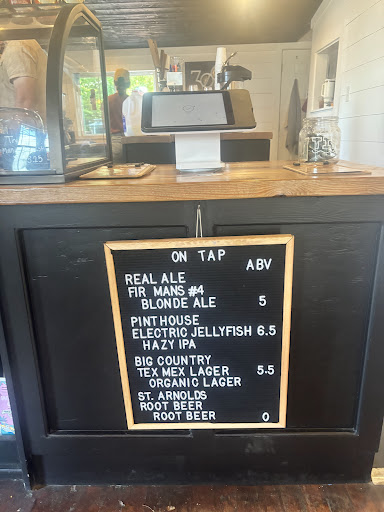 ON TAP
ABV
REAL ALE
FIR MANS #4
BLONDE ALE 5
PINTHOUSE
ELECTRIC JELLYFISH 6.5
HAZY IPA
BIG COUNTRY
TEX MEX LAGER 5.5
ORGANIC LAGER
ST. ARNOLDS
ROOT BEER
ROOT BEER 0